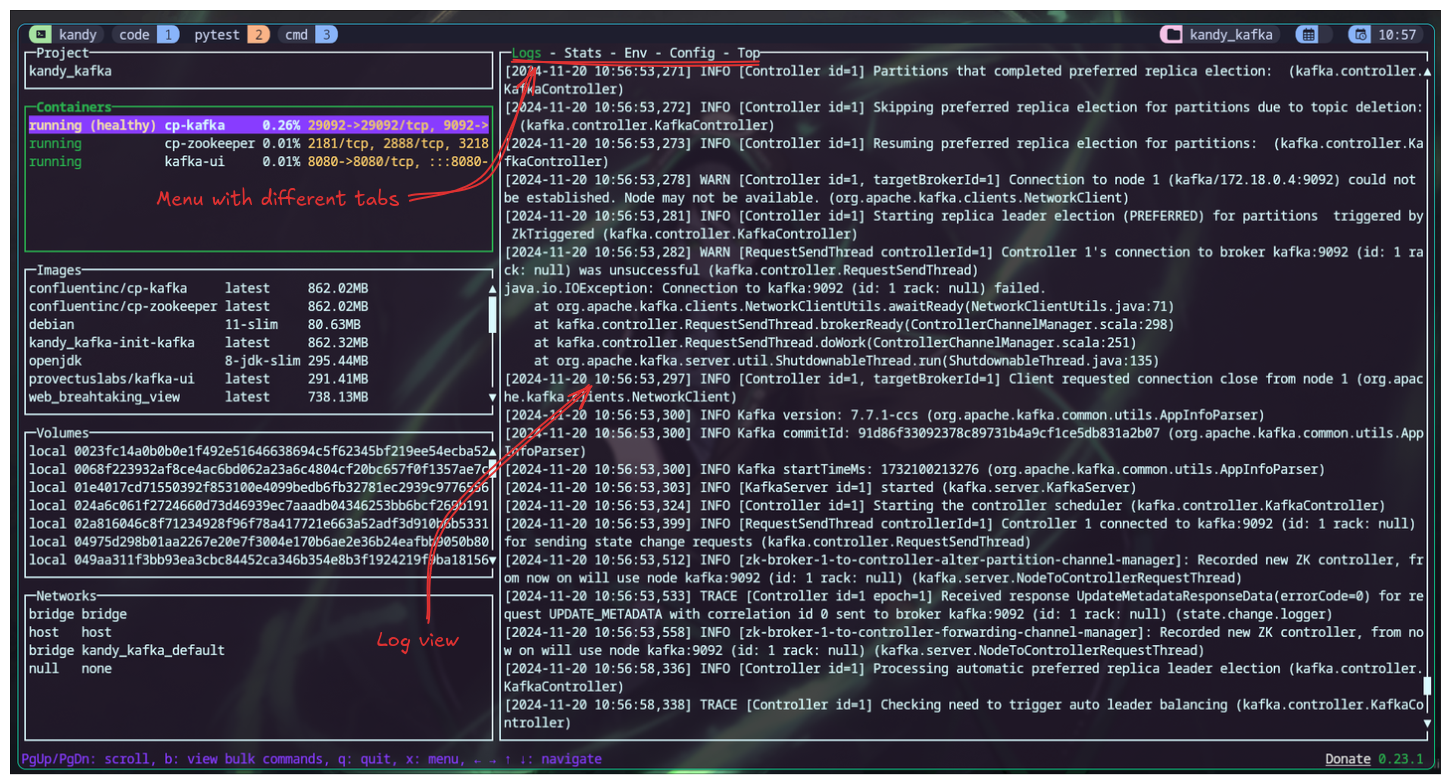 kandy code 1 pytest 2 cmd 3
kandy_kafka 10:57
Project
kandy_kafka
Containers
running (healthy) cp-kafka 0.26% 29092->29092/tcp, 9092->
running cp-zookeeper 0.01% 2181/tcp, 2888/tcp, 3218
running kafka-ui 0.01% 8080->8080/tcp, :::8080-
Menu with different tabs
Images
confluentinc/cp-kafka latest 862.02MB
confluentinc/cp-zookeeper latest 862.02MB
debian 11-slim 80.63MB
kandy_kafka-init-kafka latest 862.32MB
openjdk 8-jdk-slim 295.44MB
provectuslabs/kafka-ui latest 291.41MB
web_breahtaking_view latest 738.13MB
Volumes
local 0023fc14a0b0b0e1f492e51646638694c5f62345bf219ee54ecba52
local 0068f223932af8ce4ac6bd062a23a6c4804cf20bc657f0f1357ae7c
local 01e4017cd71550392f853100e4099bedb6fb32781ec2939c9776556
local 024a6c061f2724660d73d46939ec7aaadb04346253bb6bcf269b191
local 02a816046c8f71234928f96f78a417721e663a52adf3d910b6b5331
local 04975d298b01aa2267e20e7f3004e170b6ae2e36b24eafbb9050b80
local 049aa311f3bb93ea3cbc84452ca346b354e8b3f1924219f9ba18156
Networks
bridge bridge
host host
bridge kandy_kafka_default
null none
Log view
Logs - Stats - Env - Config - Top
[2024-11-20 10:56:53,271] INFO [Controller id=1] Partitions that completed preferred replica election:  (kafka.controller.
KafkaController)
[2024-11-20 10:56:53,272] INFO [Controller id=1] Skipping preferred replica election for partitions due to topic deletion:
(kafka.controller.KafkaController)
[2024-11-20 10:56:53,273] INFO [Controller id=1] Resuming preferred replica election for partitions:  (kafka.controller.Ka
fkaController)
[2024-11-20 10:56:53,278] WARN [Controller id=1, targetBrokerId=1] Connection to node 1 (kafka/172.18.0.4:9092) could not
be established. Node may not be available. (org.apache.kafka.clients.NetworkClient)
[2024-11-20 10:56:53,281] INFO [Controller id=1] Starting replica leader election (PREFERRED) for partitions  triggered by
ZkTriggered (kafka.controller.KafkaController)
[2024-11-20 10:56:53,282] WARN [RequestSendThread controllerId=1] Controller 1's connection to broker kafka:9092 (id: 1 ra
ck: null) was unsuccessful (kafka.controller.RequestSendThread)
java.io.IOException: Connection to kafka:9092 (id: 1 rack: null) failed.
at org.apache.kafka.clients.NetworkClientUtils.awaitReady(NetworkClientUtils.java:71)
at kafka.controller.RequestSendThread.brokerReady(ControllerChannelManager.scala:298)
at kafka.controller.RequestSendThread.doWork(ControllerChannelManager.scala:251)
at org.apache.kafka.server.util.ShutdownableThread.run(ShutdownableThread.java:135)
[2024-11-20 10:56:53,297] INFO [Controller id=1, targetBrokerId=1] Client requested connection close from node 1 (org.apac
he.kafka.clients.NetworkClient)
[2024-11-20 10:56:53,300] INFO Kafka version: 7.7.1-ccs (org.apache.kafka.common.utils.AppInfoParser)
[2024-11-20 10:56:53,300] INFO Kafka commitId: 91d86f33092378c89731b4a9cf1ce5db831a2b07 (org.apache.kafka.common.utils.App
InfoParser)
[2024-11-20 10:56:53,300] INFO Kafka startTimeMs: 1732100213276 (org.apache.kafka.common.utils.AppInfoParser)
[2024-11-20 10:56:53,303] INFO [KafkaServer id=1] started (kafka.server.KafkaServer)
[2024-11-20 10:56:53,324] INFO [Controller id=1] Starting the controller scheduler (kafka.controller.KafkaController)
[2024-11-20 10:56:53,399] INFO [RequestSendThread controllerId=1] Controller 1 connected to kafka:9092 (id: 1 rack: null)
for sending state change requests (kafka.controller.RequestSendThread)
[2024-11-20 10:56:53,512] INFO [zk-broker-1-to-controller-alter-partition-channel-manager]: Recorded new ZK controller, fr
om now on will use node kafka:9092 (id: 1 rack: null) (kafka.server.NodeToControllerRequestThread)
[2024-11-20 10:56:53,533] TRACE [Controller id=1 epoch=1] Received response UpdateMetadataResponseData(errorCode=0) for re
quest UPDATE_METADATA with correlation id 0 sent to broker kafka:9092 (id: 1 rack: null) (state.change.logger)
[2024-11-20 10:56:53,558] INFO [zk-broker-1-to-controller-forwarding-channel-manager]: Recorded new ZK controller, from no
w on will use node kafka:9092 (id: 1 rack: null) (kafka.server.NodeToControllerRequestThread)
[2024-11-20 10:56:58,336] INFO [Controller id=1] Processing automatic preferred replica leader election (kafka.controller.
KafkaController)
[2024-11-20 10:56:58,338] TRACE [Controller id=1] Checking need to trigger auto leader balancing (kafka.controller.KafkaCo
ntroller)
PgUp/PgDn: scroll, b: view bulk commands, q: quit, x: menu, ← → ↑ ↓: navigate
Donate 0.23.1